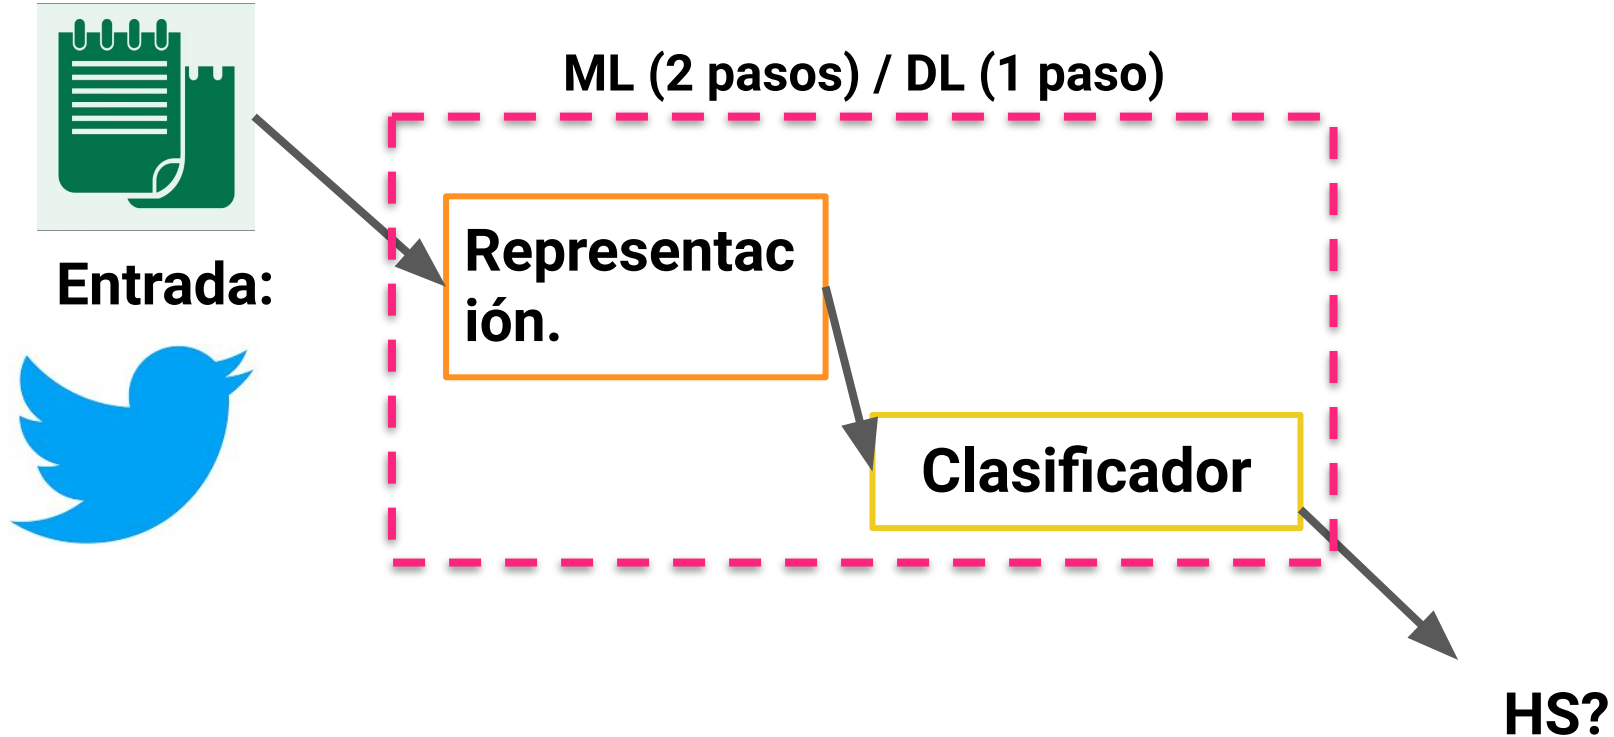 ML (2 pasos) / DL (1 paso)
Entrada:
Representac
ión.
Clasificador
HS?